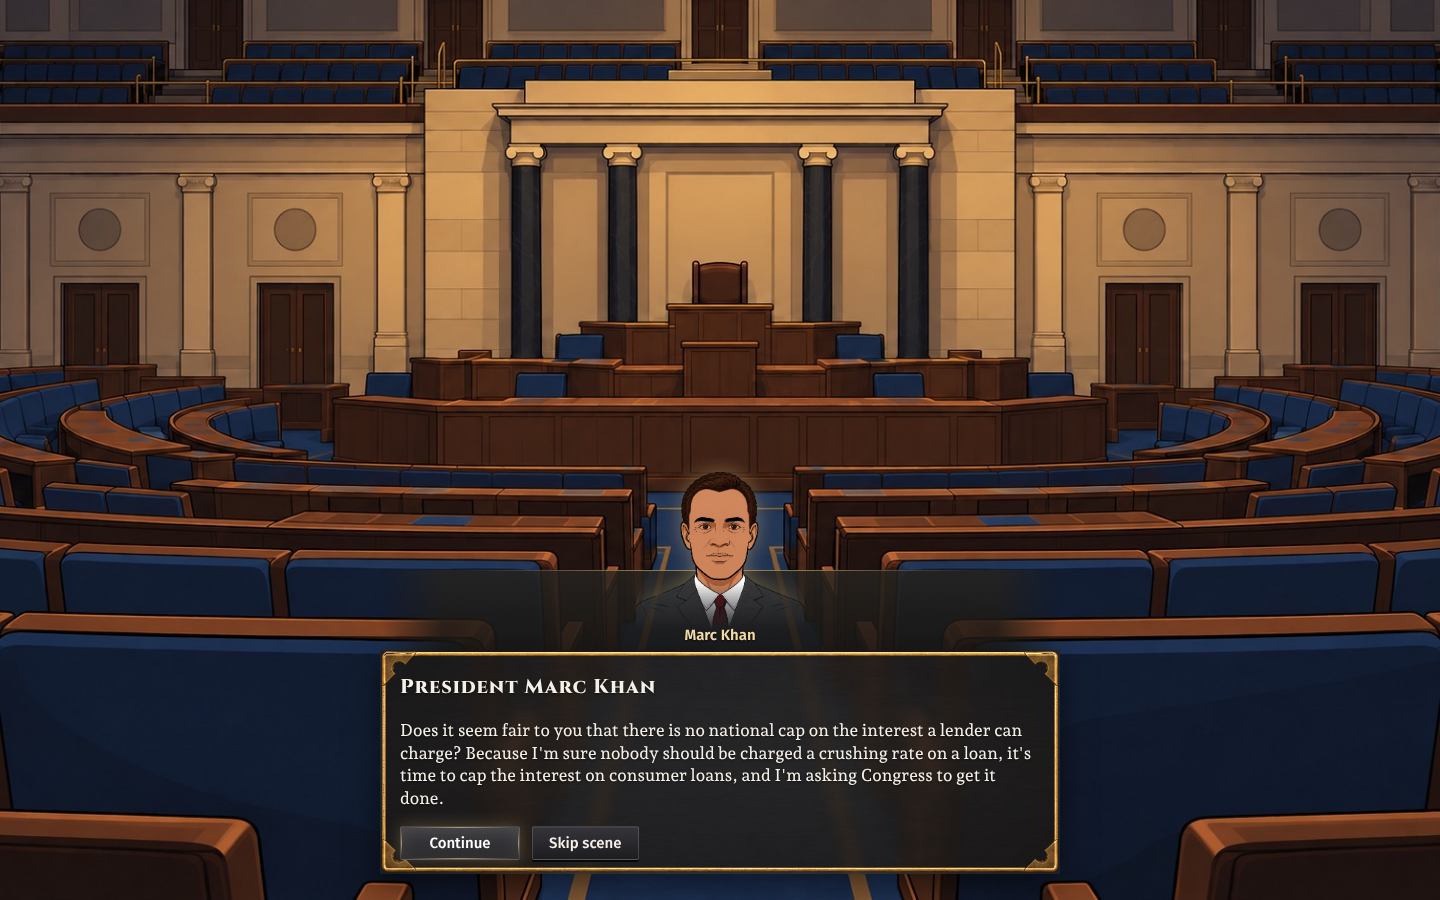 Marc Khan
President Marc Khan
Does it seem fair to you that there is no national cap on the interest a lender can
charge? Because I'm sure nobody should be charged a crushing rate on a loan, it's
time to cap the interest on consumer loans, and I'm asking Congress to get it
done.
Continue
Skip scene